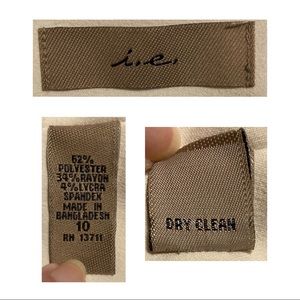 i.e.
62%
POLYESTER
34% RAYON
4% LYCRA
SPANDEX
MADE IN
BANGLADESH
10
RN 13711
DRY CLEAN